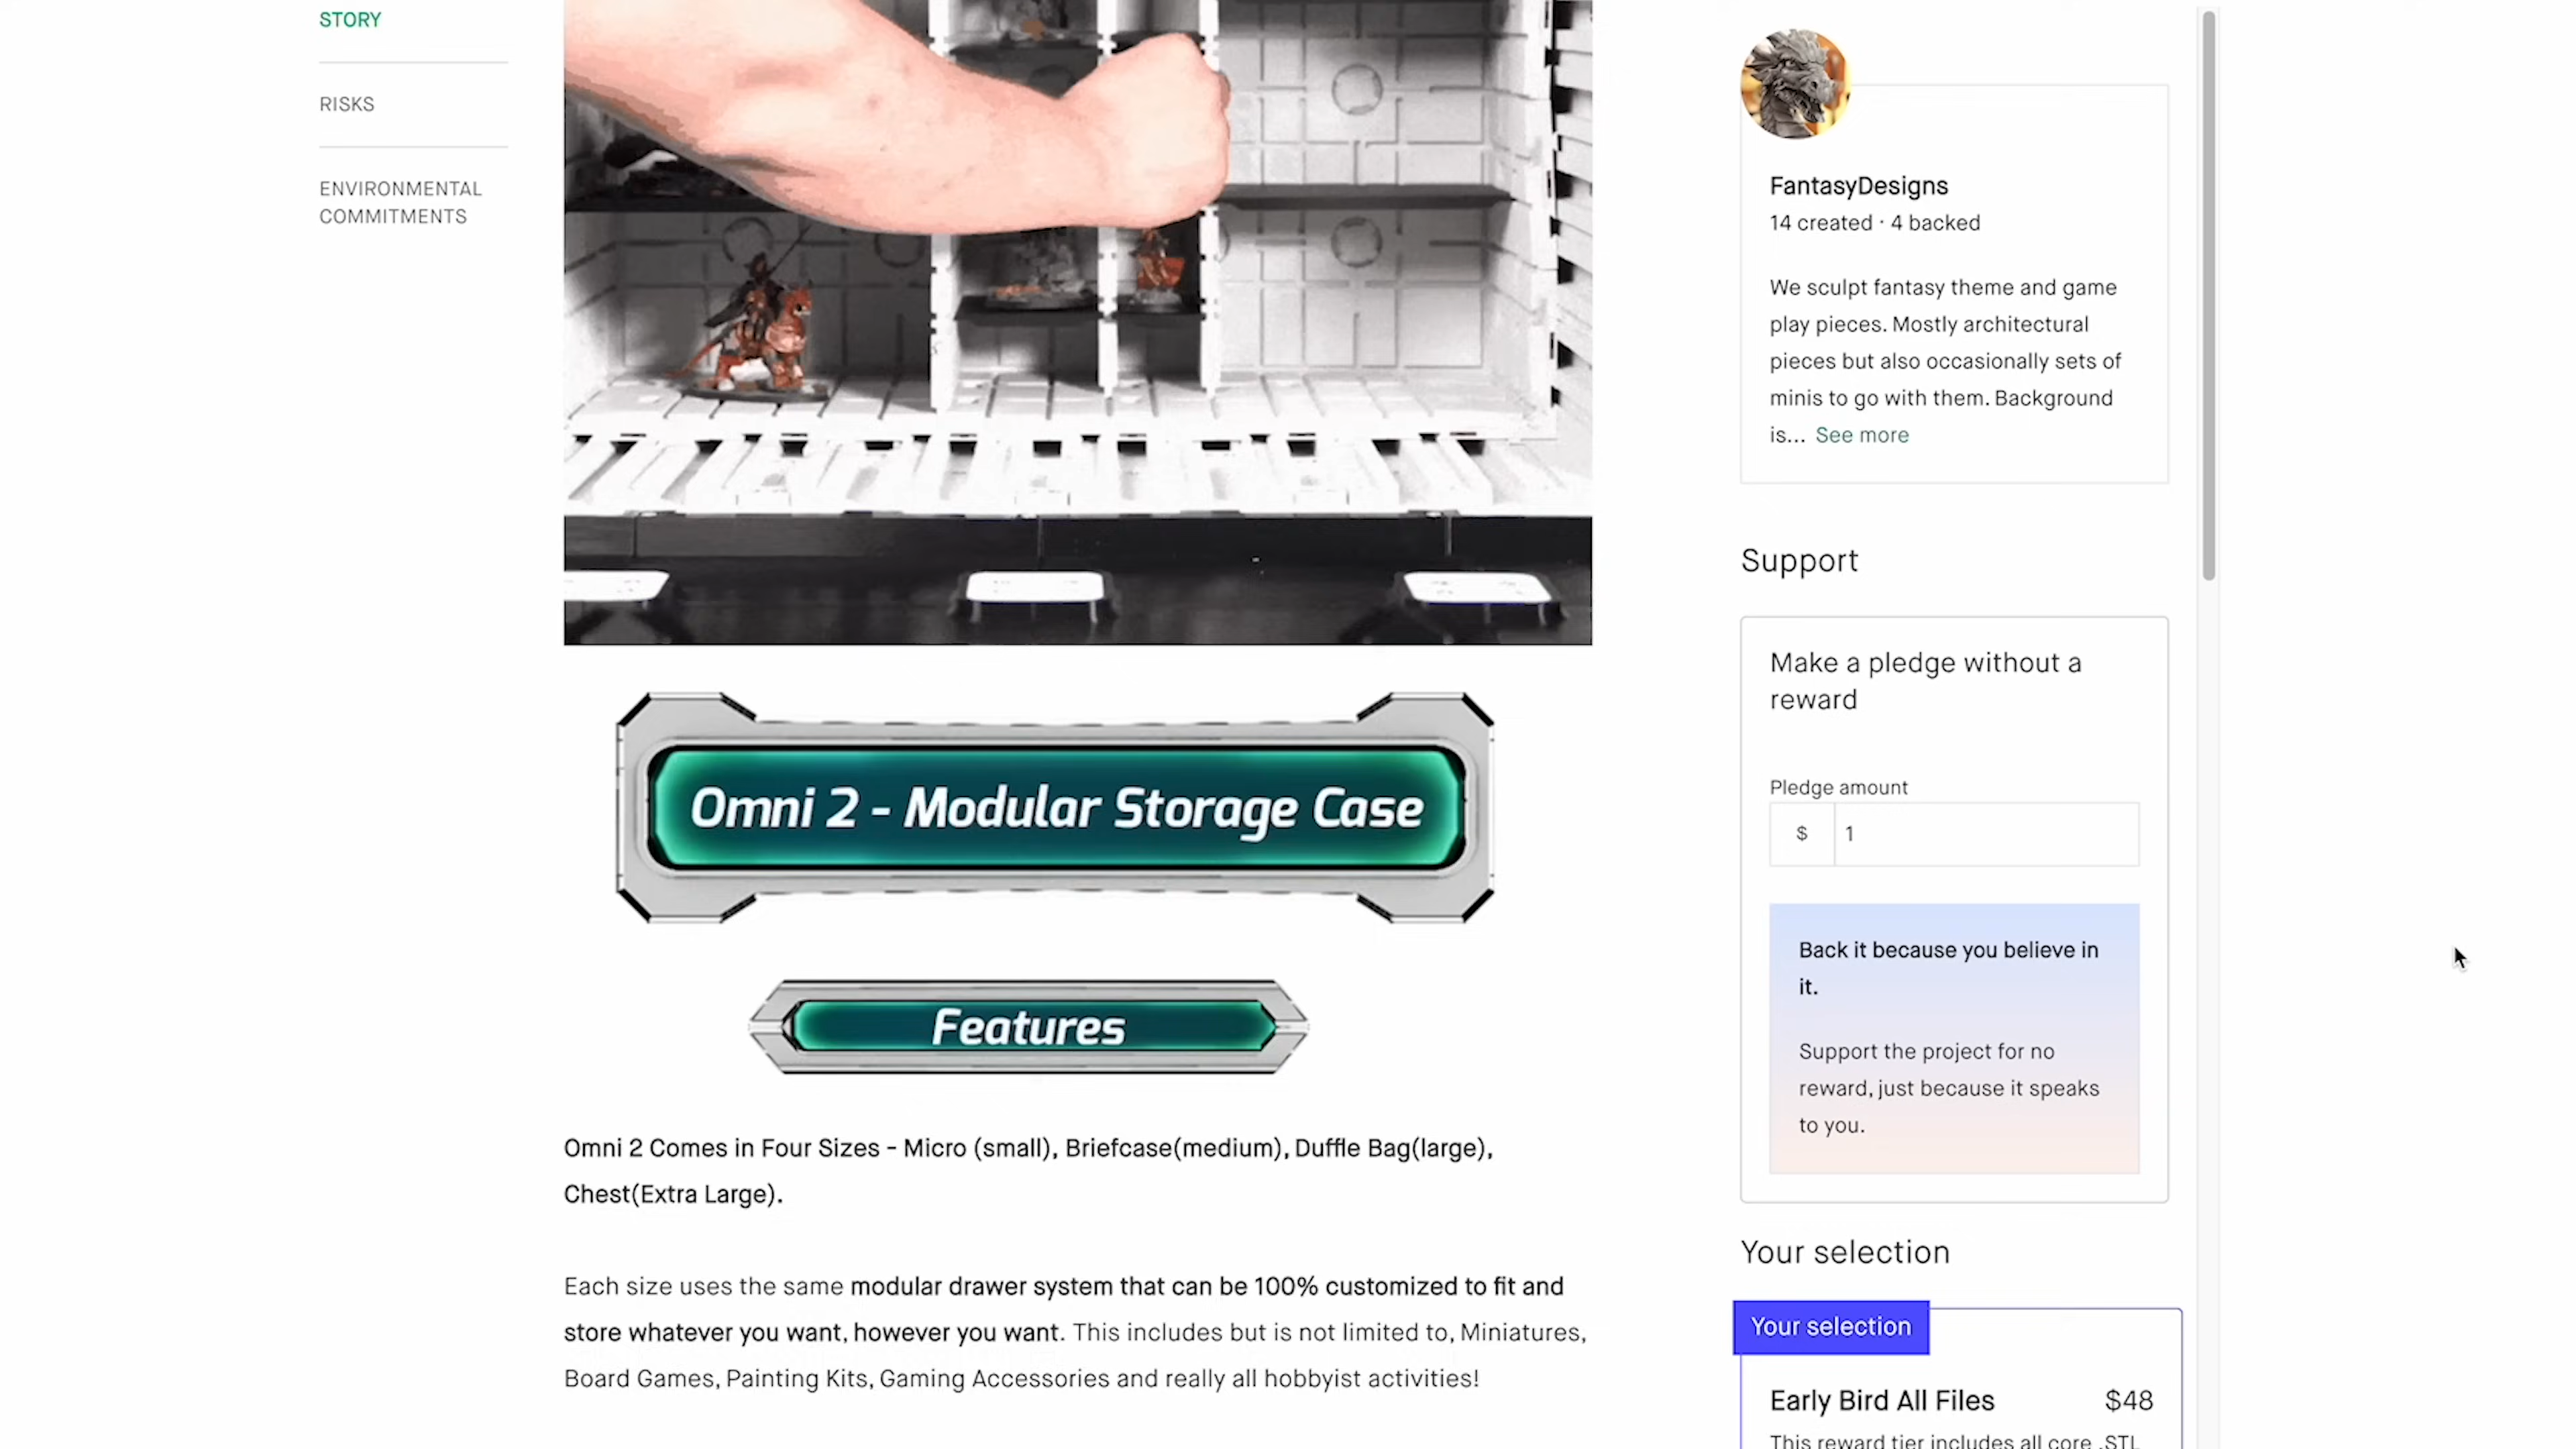 STORY
RISKS
ENVIRONMENTAL
COMMITMENTS
Omni 2 - Modular Storage Case
Features
Omni 2 Comes in Four Sizes - Micro (small), Briefcase(medium), Duffle Bag(large),
Chest(Extra Large).
Each size uses the same modular drawer system that can be 100% customized to fit and
store whatever you want, however you want. This includes but is not limited to, Miniatures,
Board Games, Painting Kits, Gaming Accessories and really all hobbyist activities!
FantasyDesigns
14 created · 4 backed
We sculpt fantasy theme and game
play pieces. Mostly architectural
pieces but also occasionally sets of
minis to go with them. Background
is... See more
Support
Make a pledge without a
reward
Pledge amount
$ 1
Back it because you believe in
it.
Support the project for no
reward, just because it speaks
to you.
Your selection
Your selection
Early Bird All Files $48
This reward tier includes all core .STL